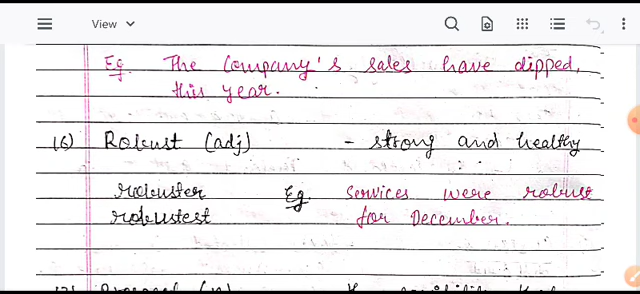 View
Eg. The Company's sales have dipped,
this year.
16) Robust (adj) - strong and healthy
robuster Eg. Services were robust
robustest for December.